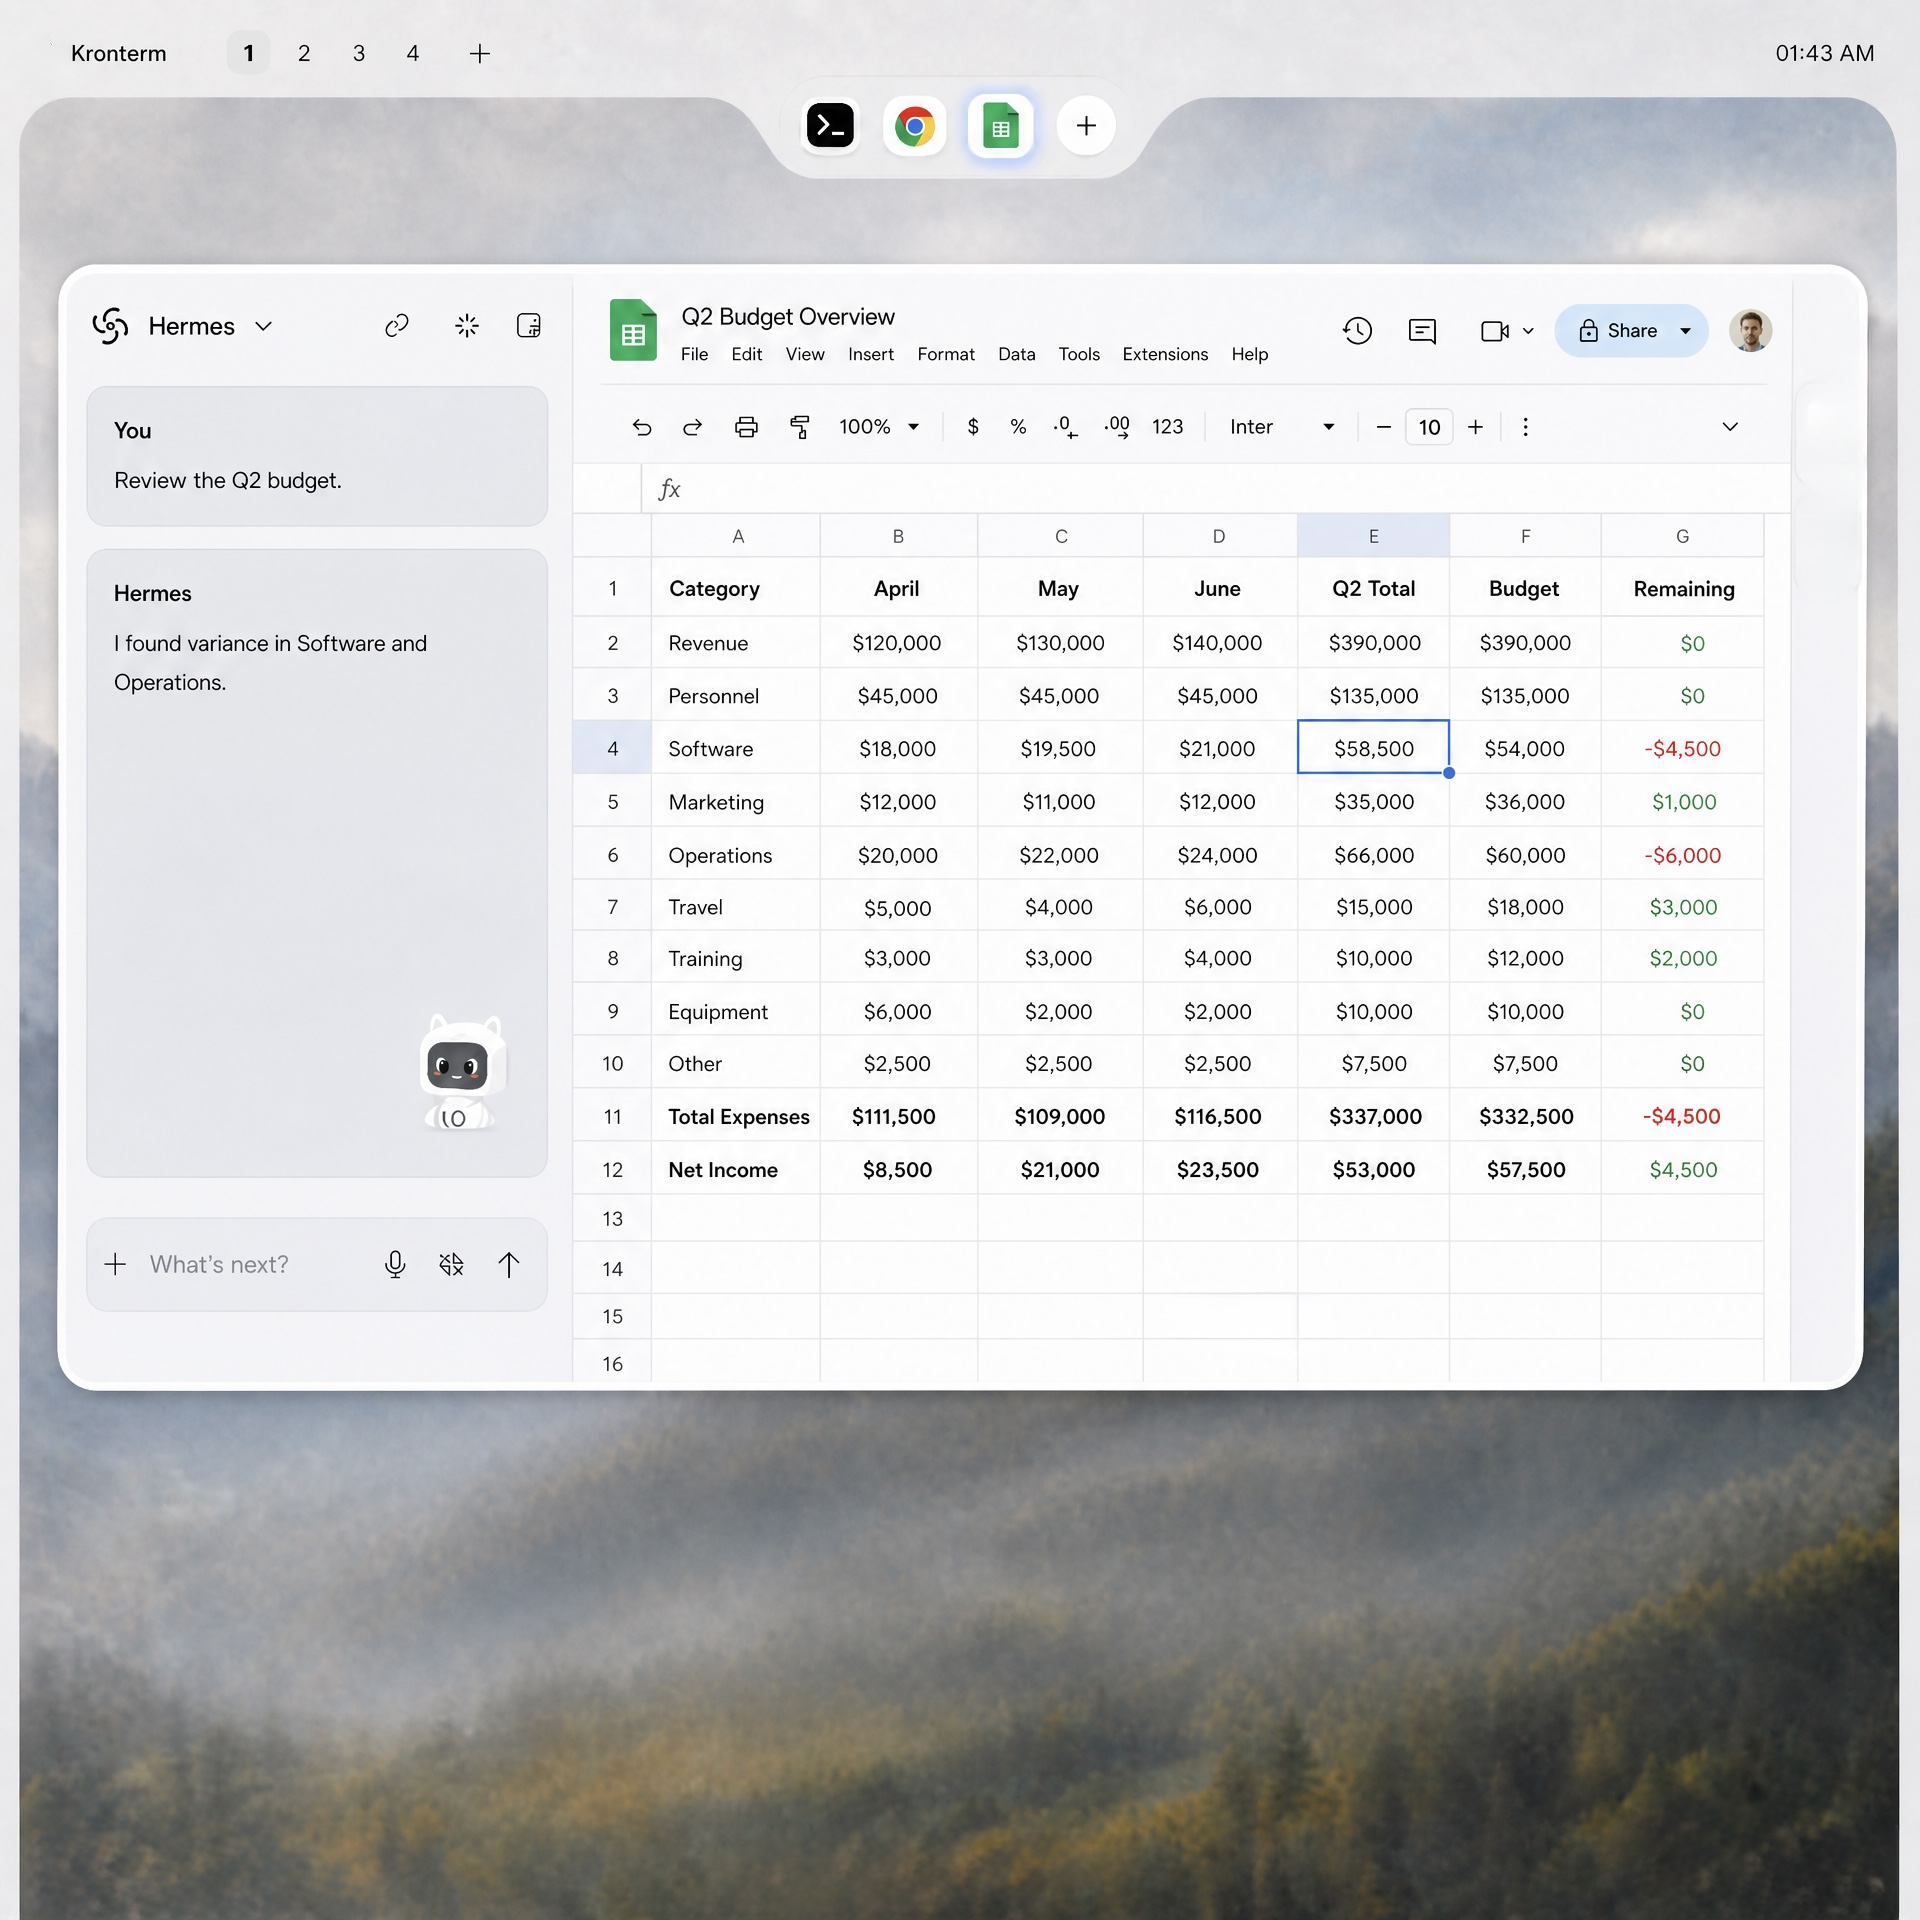 Kronterm 1 2 3 4 + 01:43 AM
Hermes
You
Review the Q2 budget.
Hermes
I found variance in Software and
Operations.
IO
What's next?
Q2 Budget Overview
File Edit View Insert Format Data Tools Extensions Help
Share
100% $ % .0 .00 123 Inter − 10 +
fx
A B C D E F G
1 Category April May June Q2 Total Budget Remaining
2 Revenue $120,000 $130,000 $140,000 $390,000 $390,000 $0
3 Personnel $45,000 $45,000 $45,000 $135,000 $135,000 $0
4 Software $18,000 $19,500 $21,000 $58,500 $54,000 -$4,500
5 Marketing $12,000 $11,000 $12,000 $35,000 $36,000 $1,000
6 Operations $20,000 $22,000 $24,000 $66,000 $60,000 -$6,000
7 Travel $5,000 $4,000 $6,000 $15,000 $18,000 $3,000
8 Training $3,000 $3,000 $4,000 $10,000 $12,000 $2,000
9 Equipment $6,000 $2,000 $2,000 $10,000 $10,000 $0
10 Other $2,500 $2,500 $2,500 $7,500 $7,500 $0
11 Total Expenses $111,500 $109,000 $116,500 $337,000 $332,500 -$4,500
12 Net Income $8,500 $21,000 $23,500 $53,000 $57,500 $4,500
13
14
15
16